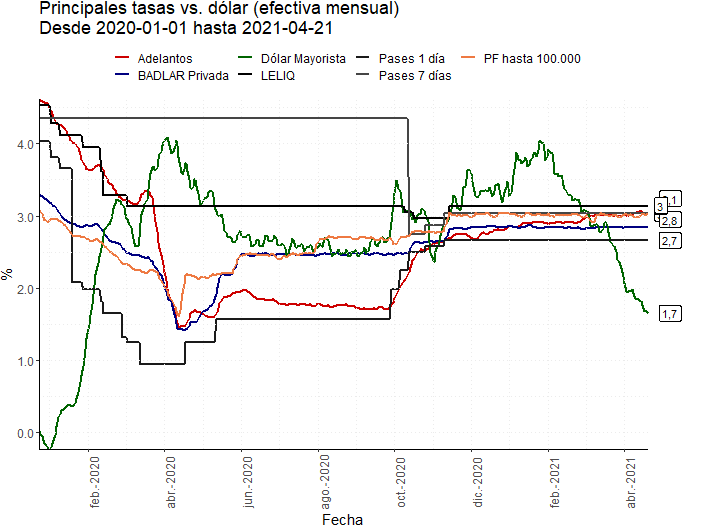 Principales tasas vs. dólar (efectiva mensual)
Desde 2020-01-01 hasta 2021-04-21
Adelantos
Dólar Mayorista
Pases 1 día
PF hasta 100.000
BADLAR Privada
LELIQ
Pases 7 días
4.0
3.0
2.0
1.0
0.0
%
3
,1
2,8
2,7
1,7
feb.-2020
abr.-2020
jun.-2020
ago.-2020
oct.-2020
dic.-2020
feb.-2021
abr.-2021
Fecha